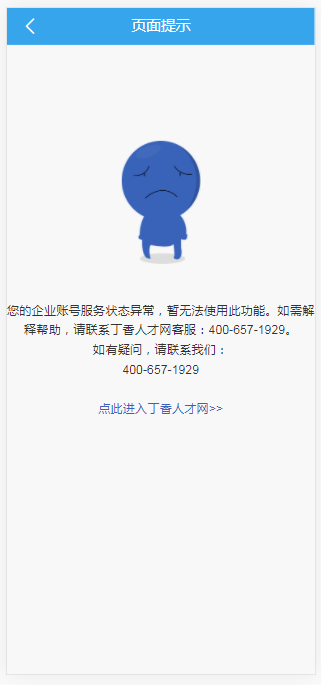 页面提示
您的企业账号服务状态异常，暂无法使用此功能。如需解
释帮助，请联系丁香人才网客服：400-657-1929。
如有疑问，请联系我们：
400-657-1929
点此进入丁香人才网>>